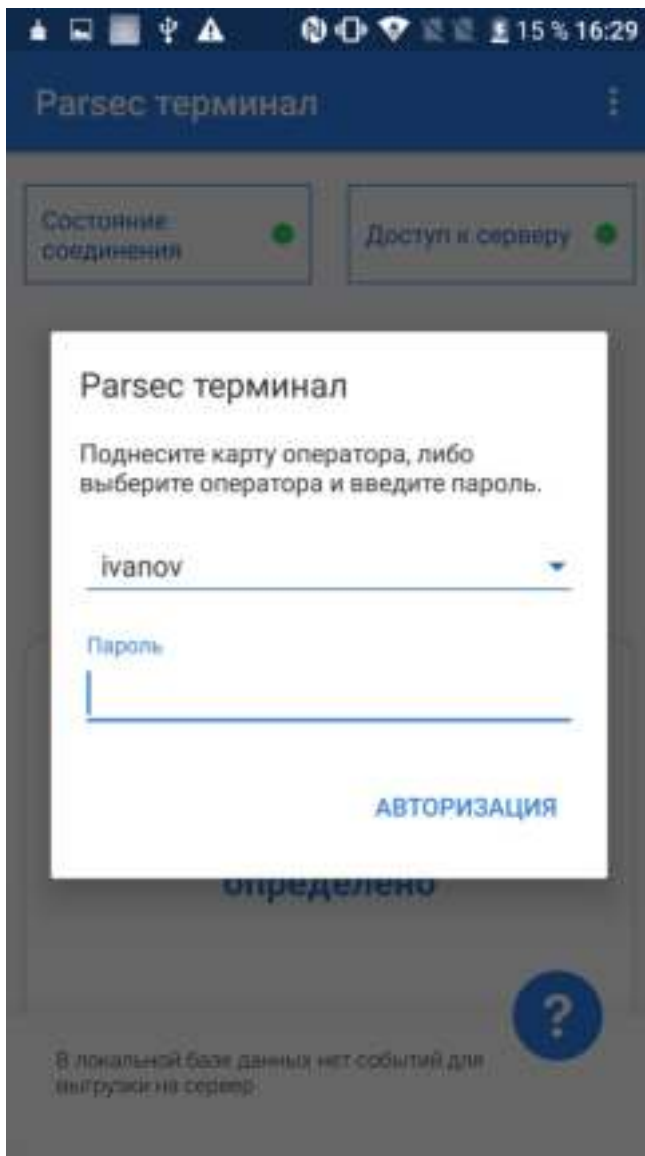 15 % 16:29
Parsec терминал
Состояние
соединения
Доступ к серверу
Parsec терминал
Поднесите карту оператора, либо
выберите оператора и введите пароль.
ivanov
Пароль
АВТОРИЗАЦИЯ
определено
?
В локальной базе данных нет событий для
выгрузки на сервер